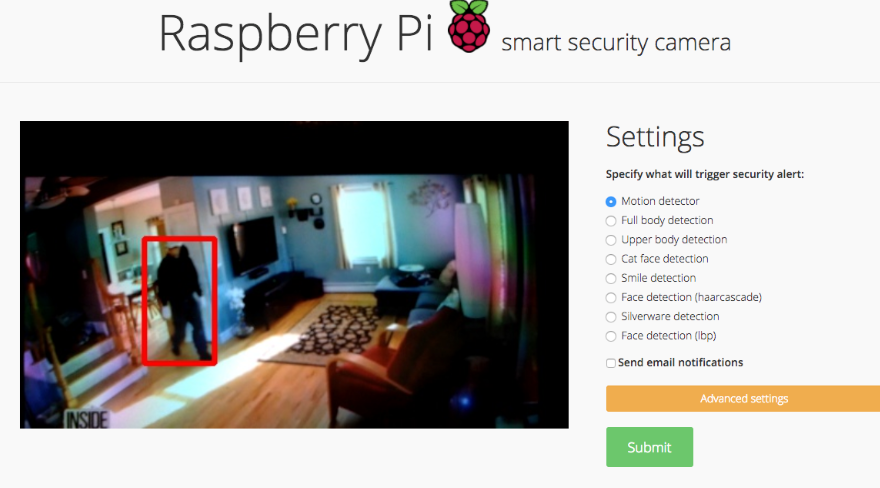 Raspberry Pi smart security camera
Settings
Specify what will trigger security alert:
Motion detector
Full body detection
Upper body detection
Cat face detection
Smile detection
Face detection (haarcascade)
Silverware detection
Face detection (lbp)
Send email notifications
Advanced settings
Submit
INSIDE